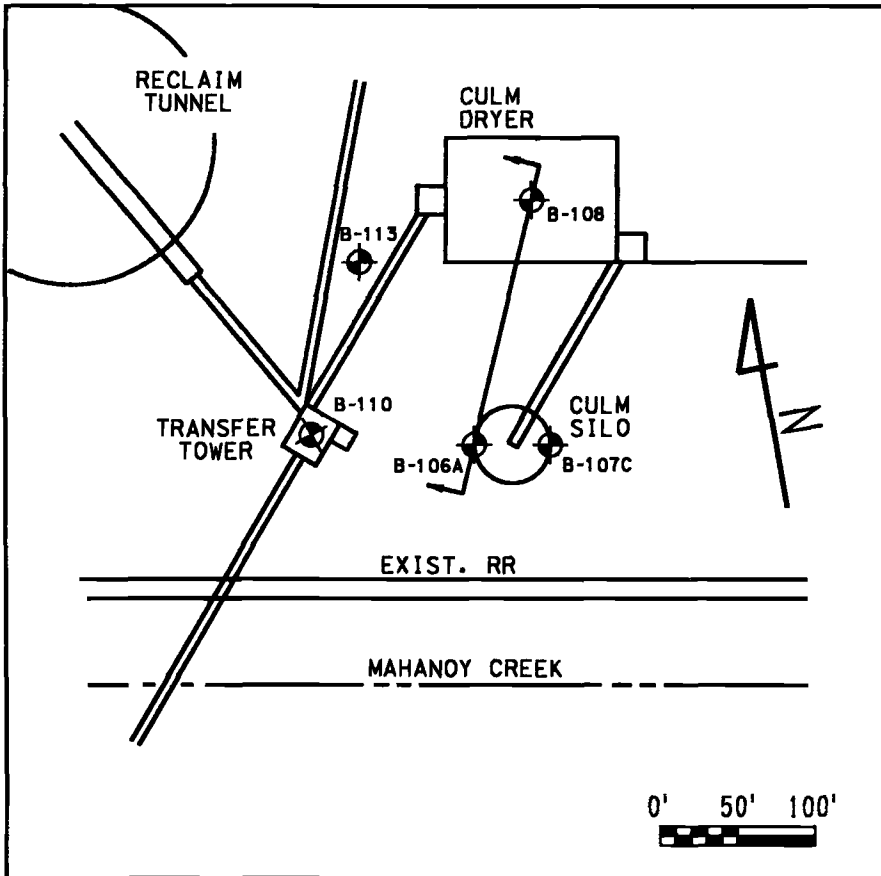 RECLAIM
TUNNEL
CULM
DRYER
B-108
B-113
B-110
TRANSFER
TOWER
CULM
SILO
B-106A
B-107C
N
EXIST. RR
MAHANOY CREEK
0' 50' 100'